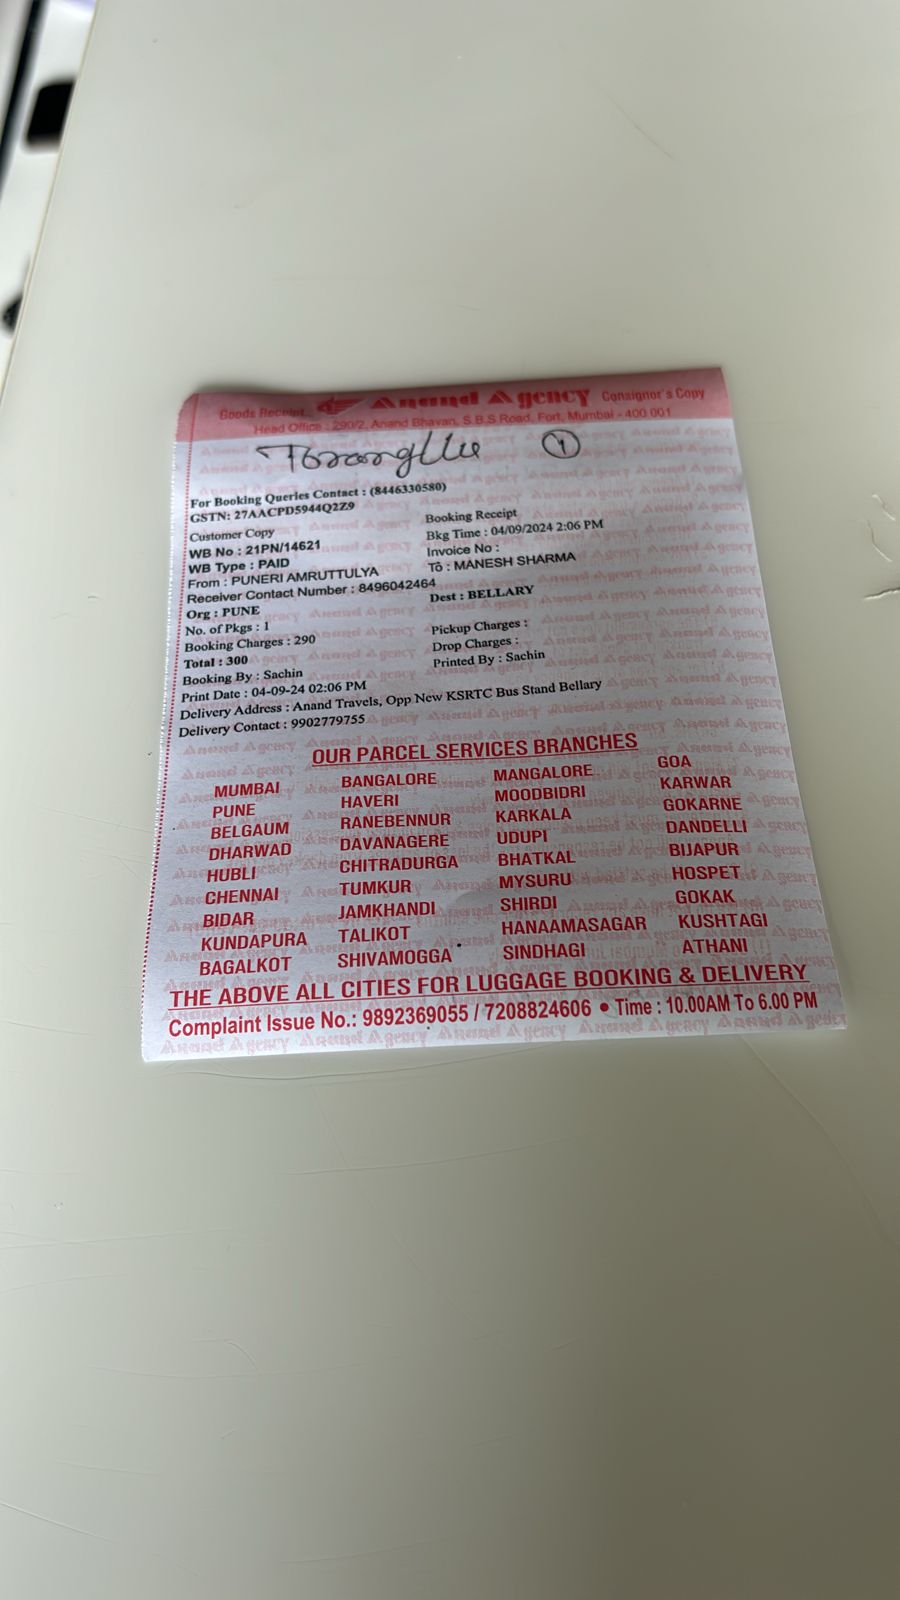 Goods Receipt Anand Agency Consignor's Copy
Head Office : 290/2, Anand Bhavan, S.B.S Road, Fort, Mumbai - 400 001
1
For Booking Queries Contact : (8446330580)
GSTN: 27AACPD5944Q2Z9
Customer Copy Booking Receipt
WB No : 21PN/14621 Bkg Time : 04/09/2024 2:06 PM
WB Type : PAID Invoice No :
From : PUNERI AMRUTTULYA To : MANESH SHARMA
Receiver Contact Number : 8496042464
Org : PUNE Dest : BELLARY
No. of Pkgs : 1
Booking Charges : 290 Pickup Charges :
Total : 300 Drop Charges :
Booking By : Sachin Printed By : Sachin
Print Date : 04-09-24 02:06 PM
Delivery Address : Anand Travels, Opp New KSRTC Bus Stand Bellary
Delivery Contact : 9902779755
OUR PARCEL SERVICES BRANCHES
MUMBAI BANGALORE MANGALORE GOA
PUNE HAVERI MOODBIDRI KARWAR
BELGAUM RANEBENNUR KARKALA GOKARNE
DHARWAD DAVANAGERE UDUPI DANDELLI
HUBLI CHITRADURGA BHATKAL BIJAPUR
CHENNAI TUMKUR MYSURU HOSPET
BIDAR JAMKHANDI SHIRDI GOKAK
KUNDAPURA TALIKOT HANAAMASAGAR KUSHTAGI
BAGALKOT SHIVAMOGGA SINDHAGI ATHANI
THE ABOVE ALL CITIES FOR LUGGAGE BOOKING & DELIVERY
Complaint Issue No.: 9892369055 / 7208824606 • Time : 10.00AM To 6.00 PM